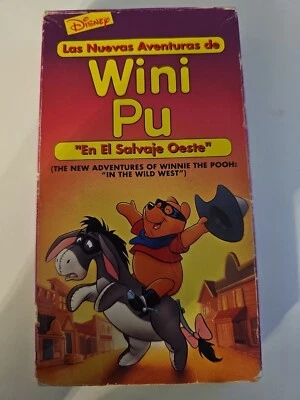 Disney
Las Nuevas Aventuras de
Wini
Pu
"En El Salvaje Oeste"
(THE NEW ADVENTURES OF WINNIE THE POOH:
"IN THE WILD WEST")